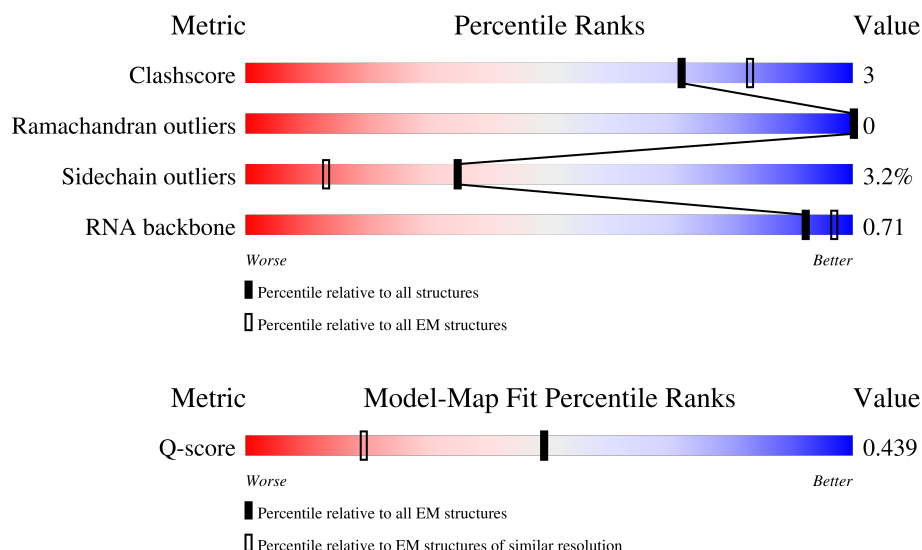 Metric Percentile Ranks Value
Clashscore 3
Ramachandran outliers 0
Sidechain outliers 3.2%
RNA backbone 0.71
Worse Better
Percentile relative to all structures
Percentile relative to all EM structures
Metric Model-Map Fit Percentile Ranks Value
Q-score 0.439
Worse Better
Percentile relative to all EM structures
Percentile relative to EM structures of similar resolution